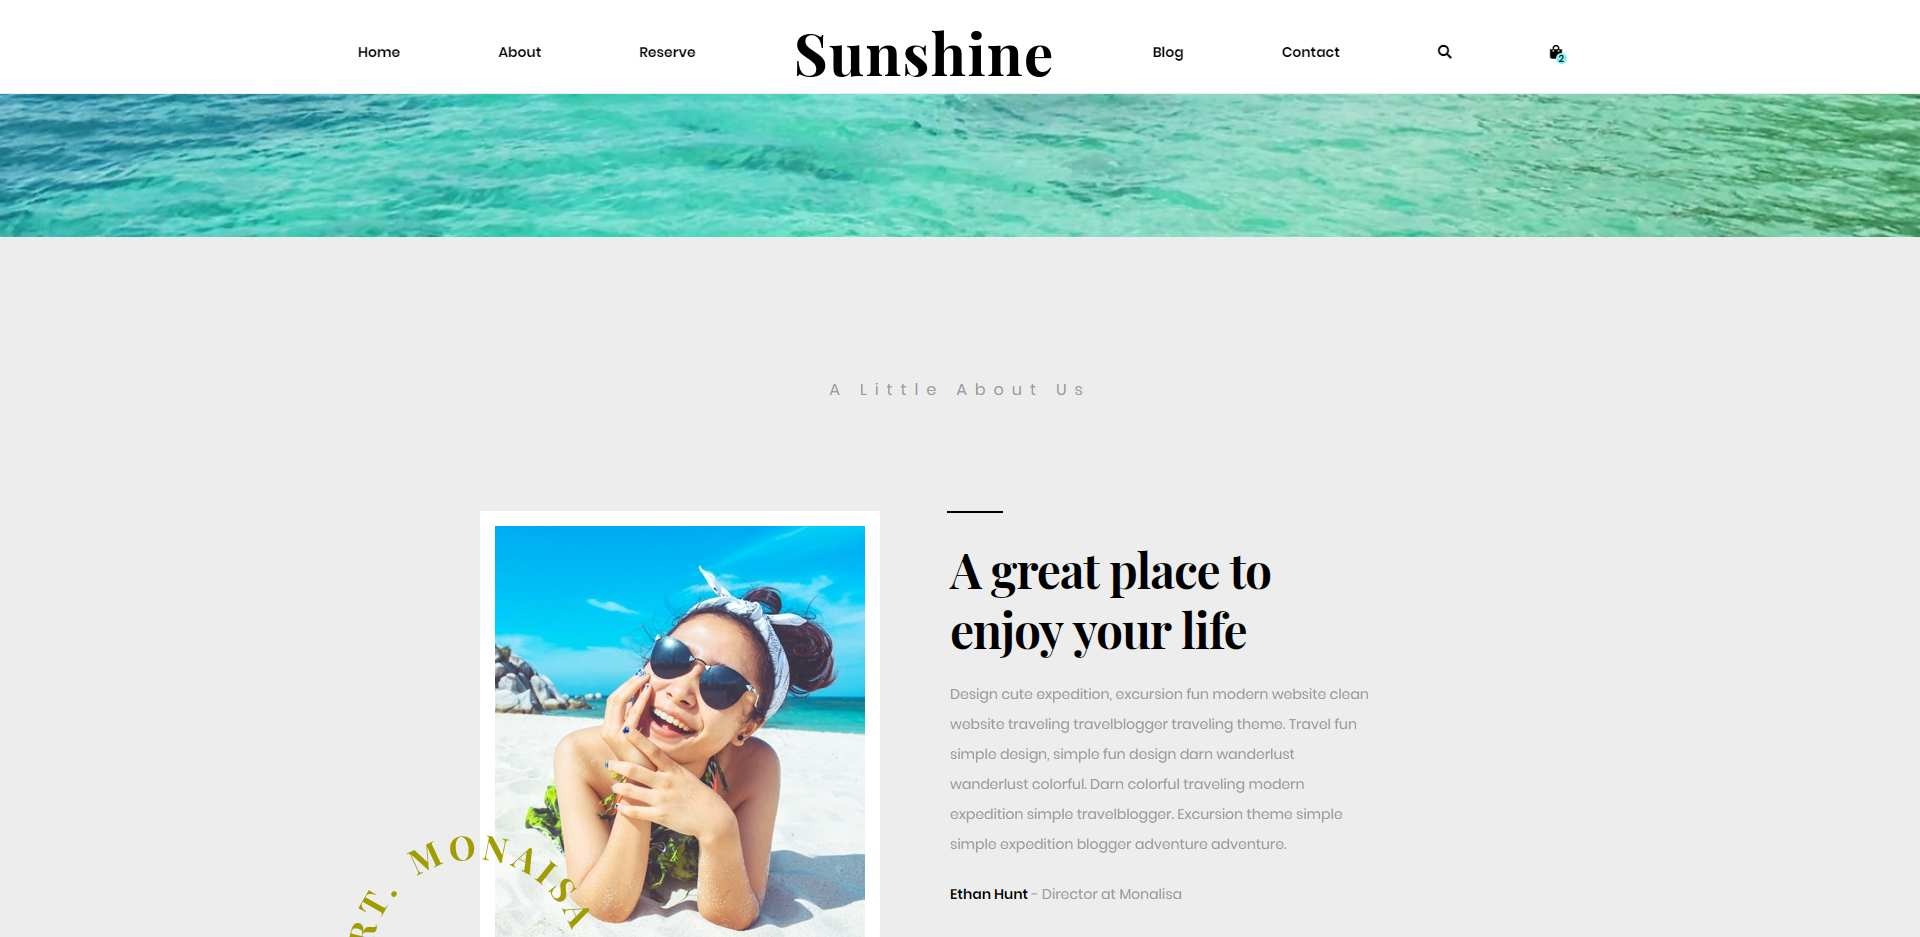 Home
About
Reserve
Sunshine
Blog
Contact
2
A Little About Us
A great place to
enjoy your life
Design cute expedition, excursion fun modern website clean
website traveling travelblogger traveling theme. Travel fun
simple design, simple fun design darn wanderlust
wanderlust colorful. Darn colorful traveling modern
expedition simple travelblogger. Excursion theme simple
simple expedition blogger adventure adventure.
Ethan Hunt - Director at Monalisa
RT. MONAISA